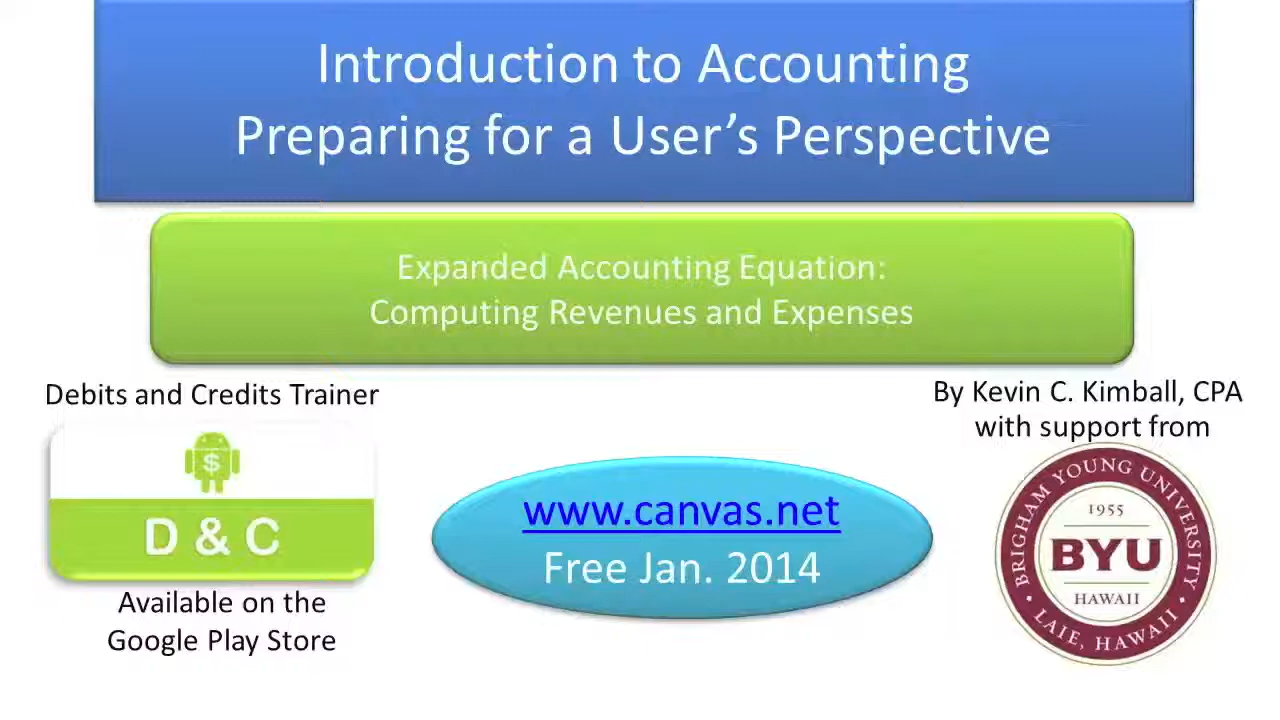 Introduction to Accounting
Preparing for a User's Perspective
Expanded Accounting Equation:
Computing Revenues and Expenses
Debits and Credits Trainer
$
D & C
Available on the
Google Play Store
www.canvas.net
Free Jan. 2014
By Kevin C. Kimball, CPA
with support from
BRIGHAM YOUNG UNIVERSITY
1955
BYU
HAWAII
• LAIE, HAWAII •